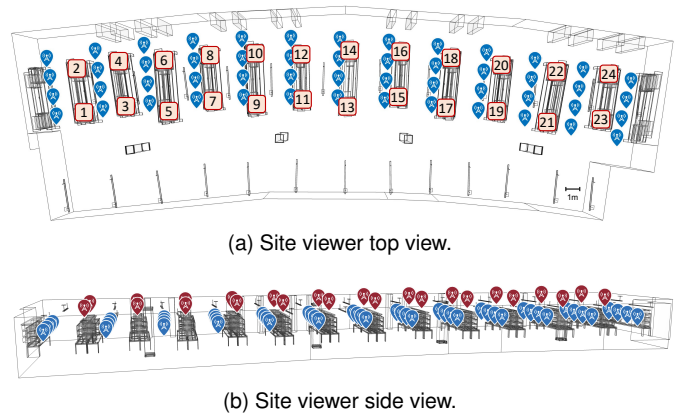 14
10 12 16
8 18
4 6 20
2 22 24
1 3 5 7 9 11 13 15 17 19 21 23
1m
(a) Site viewer top view.
(b) Site viewer side view.